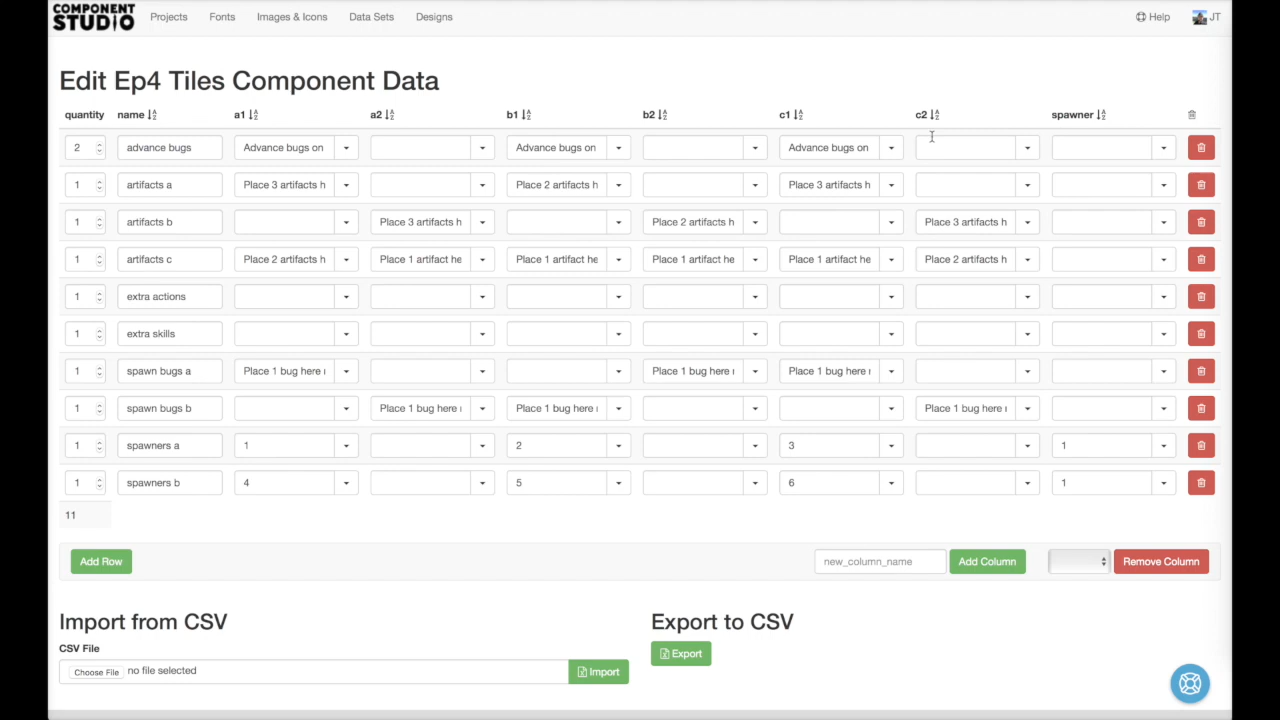 COMPONENT STUDIO Projects Fonts Images & Icons Data Sets Designs Help JT
Edit Ep4 Tiles Component Data
quantity name a1 a2 b1 b2 c1 c2 spawner
2 advance bugs Advance bugs on Advance bugs on Advance bugs on
1 artifacts a Place 3 artifacts h Place 2 artifacts h Place 3 artifacts h
1 artifacts b Place 3 artifacts h Place 2 artifacts h Place 3 artifacts h
1 artifacts c Place 2 artifacts h Place 1 artifact he Place 1 artifact he Place 1 artifact he Place 1 artifact he Place 2 artifacts h
1 extra actions
1 extra skills
1 spawn bugs a Place 1 bug here Place 1 bug here Place 1 bug here
1 spawn bugs b Place 1 bug here Place 1 bug here Place 1 bug here
1 spawners a 1 2 3 1
1 spawners b 4 5 6 1
11
Add Row new_column_name Add Column Remove Column
Import from CSV Export to CSV
CSV File
Choose File no file selected Import Export